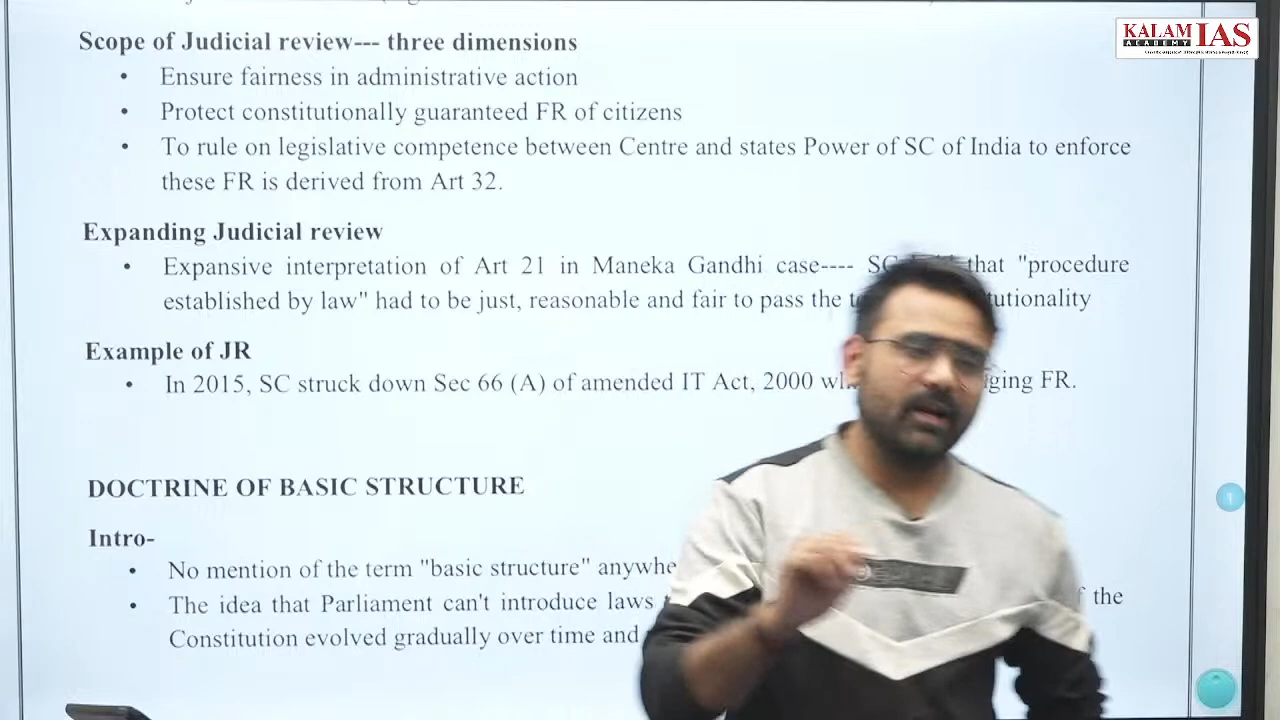 KALAM IAS
ACADEMY
Scope of Judicial review--- three dimensions
• Ensure fairness in administrative action
• Protect constitutionally guaranteed FR of citizens
• To rule on legislative competence between Centre and states Power of SC of India to enforce
these FR is derived from Art 32.
Expanding Judicial review
• Expansive interpretation of Art 21 in Maneka Gandhi case---- SC that "procedure
established by law" had to be just, reasonable and fair to pass the
Example of JR
• In 2015, SC struck down Sec 66 (A) of amended IT Act, 2000 FR.
DOCTRINE OF BASIC STRUCTURE
Intro-
• No mention of the term "basic structure"
• The idea that Parliament can't introduce laws the
Constitution evolved gradually over time and